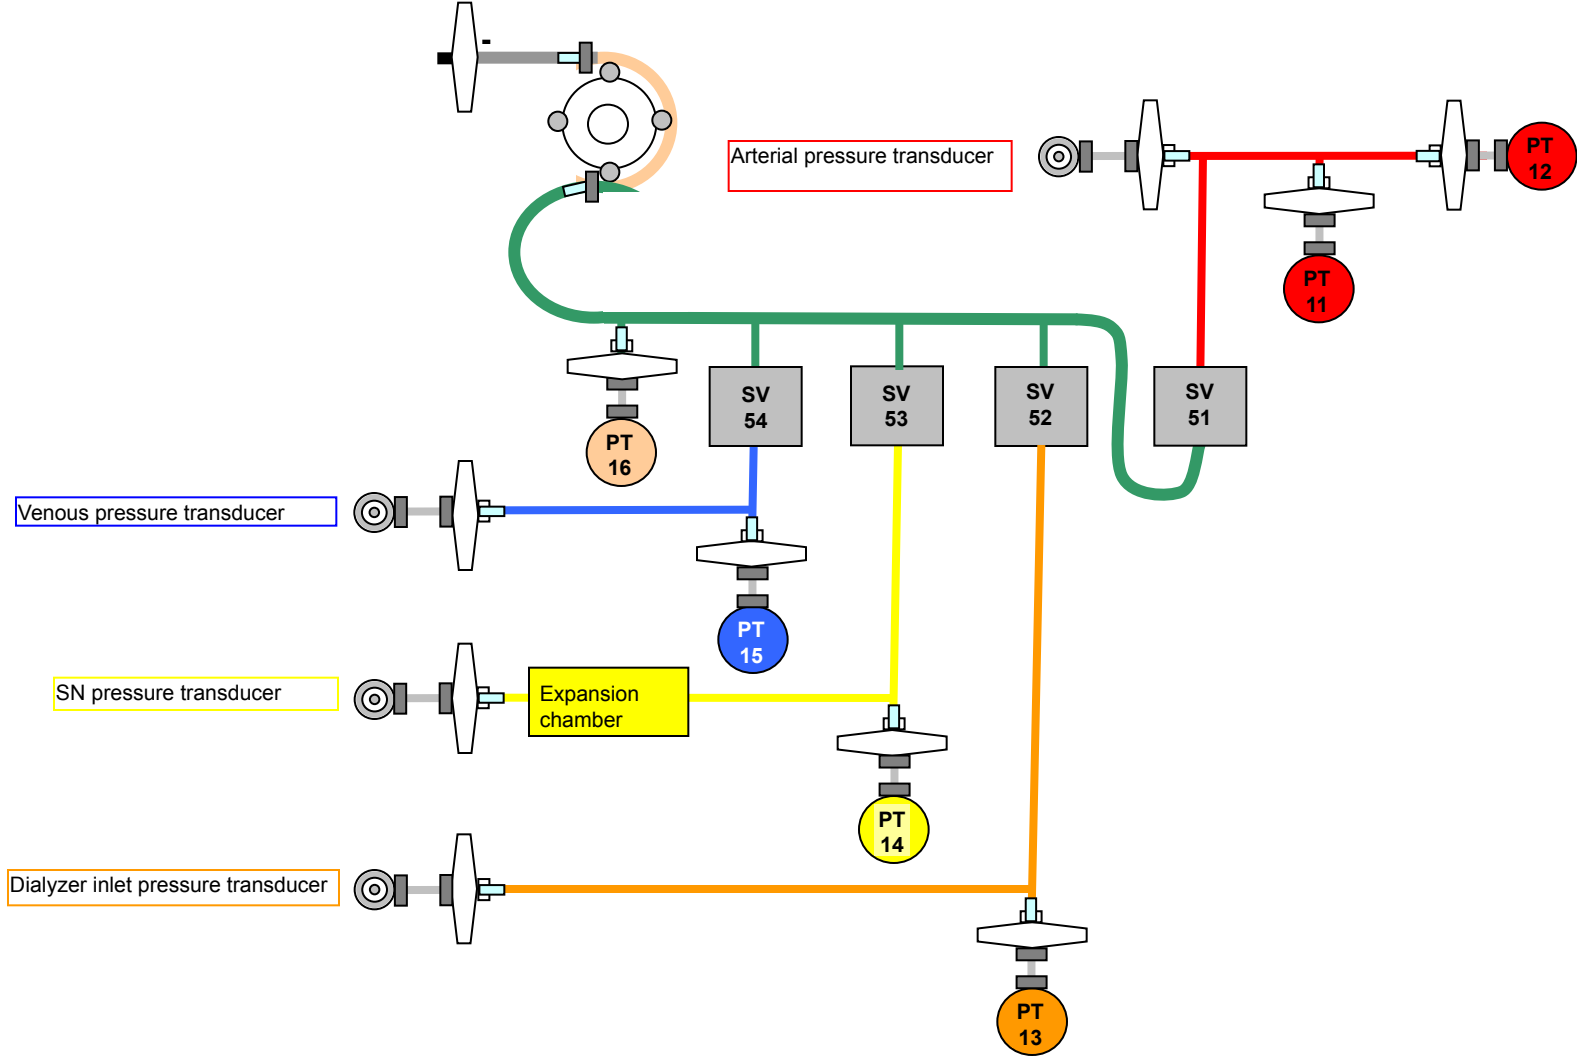 -
Arterial pressure transducer
PT
12
PT
11
SV
54
SV
53
SV
52
SV
51
PT
16
Venous pressure transducer
PT
15
SN pressure transducer
Expansion
chamber
PT
14
Dialyzer inlet pressure transducer
PT
13